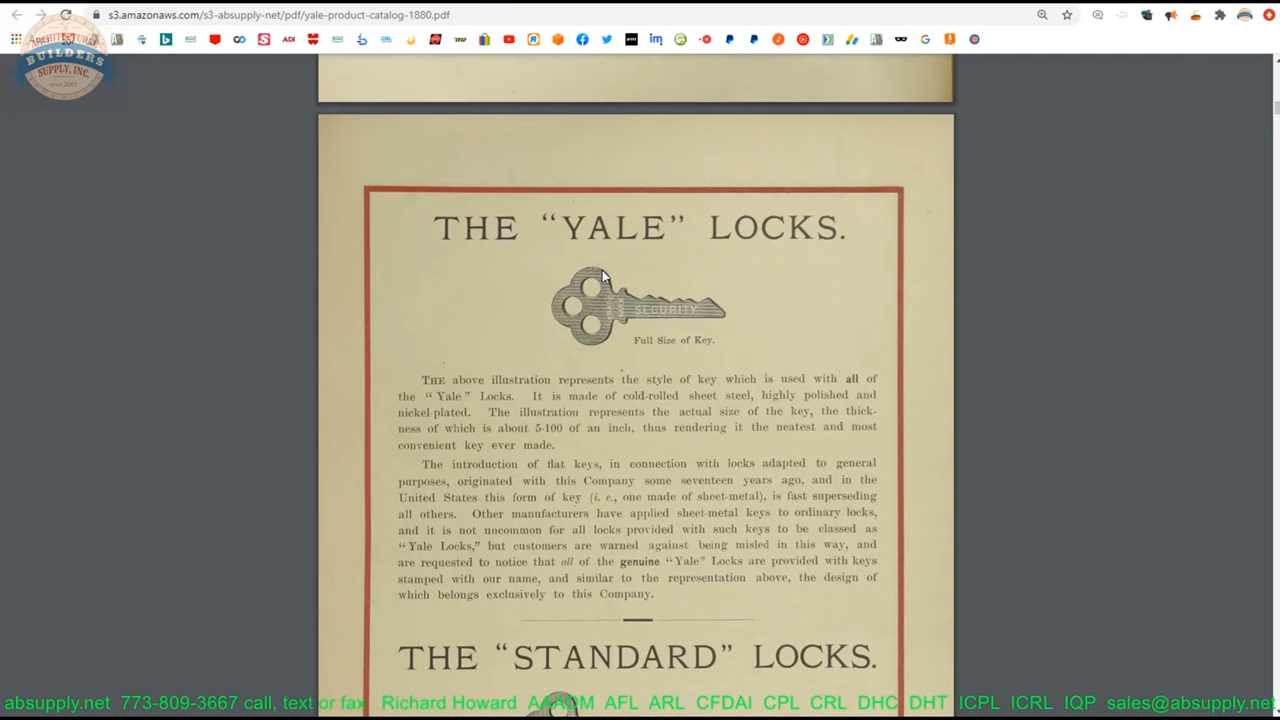 s3.amazonaws.com/s3-absupply-net/pdf/yale-product-catalog-1880.pdf
ARCHITECTURAL
BUILDERS
SUPPLY, INC.
since 2005
THE “YALE” LOCKS.
SECURITY
Full Size of Key.
THE above illustration represents the style of key which is used with all of
the “Yale” Locks. It is made of cold-rolled sheet steel, highly polished and
nickel-plated. The illustration represents the actual size of the key, the thick-
ness of which is about 5-100 of an inch, thus rendering it the neatest and most
convenient key ever made.
The introduction of flat keys, in connection with locks adapted to general
purposes, originated with this Company some seventeen years ago, and in the
United States this form of key (i. e., one made of sheet-metal), is fast superseding
all others. Other manufacturers have applied sheet-metal keys to ordinary locks,
and it is not uncommon for all locks provided with such keys to be classed as
“Yale Locks,” but customers are warned against being misled in this way, and
are requested to notice that all of the genuine “Yale” Locks are provided with keys
stamped with our name, and similar to the representation above, the design of
which belongs exclusively to this Company.
THE “STANDARD” LOCKS.
absupply.net 773-809-3667 call, text or fax Richard Howard AAADM AFL ARL CFDAI CPL CRL DHC DHT ICPL ICRL IQP sales@absupply.net